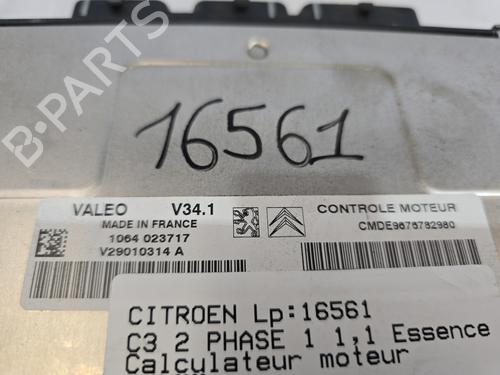 B-PARTS
16561
VALEO V34.1
MADE IN FRANCE
1064 023717
V29010314 A
CONTROLE MOTEUR
CMDE9676782980
CITROEN Lp:16561
C3 2 PHASE 1 1,1 Essence
Calculateur moteur